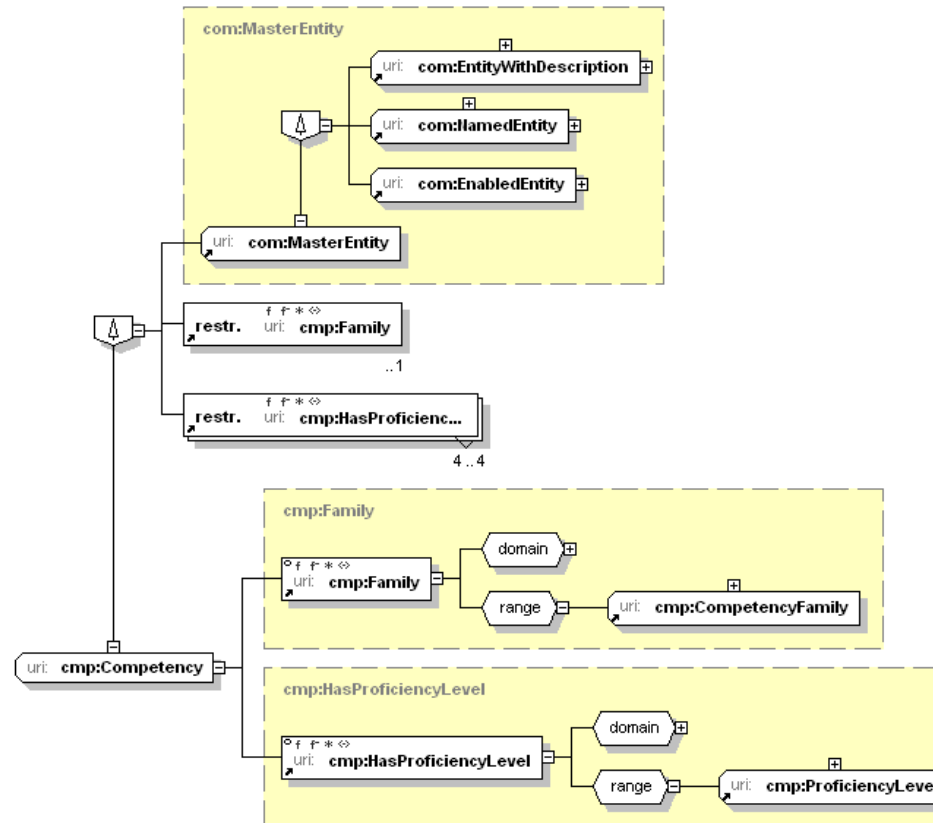 com:MasterEntity
uri: com:EntityWithDescription
uri: com:NamedEntity
uri: com:EnabledEntity
uri: com:MasterEntity
f f- * <>
restr. uri: cmp:Family
..1
f f- * <>
restr. uri: cmp:HasProficienc...
4..4
cmp:Family
domain
f f- * <>
uri: cmp:Family
range
uri: cmp:CompetencyFamily
uri: cmp:Competency
cmp:HasProficiencyLevel
domain
f f- * <>
uri: cmp:HasProficiencyLevel
range
uri: cmp:ProficiencyLeve